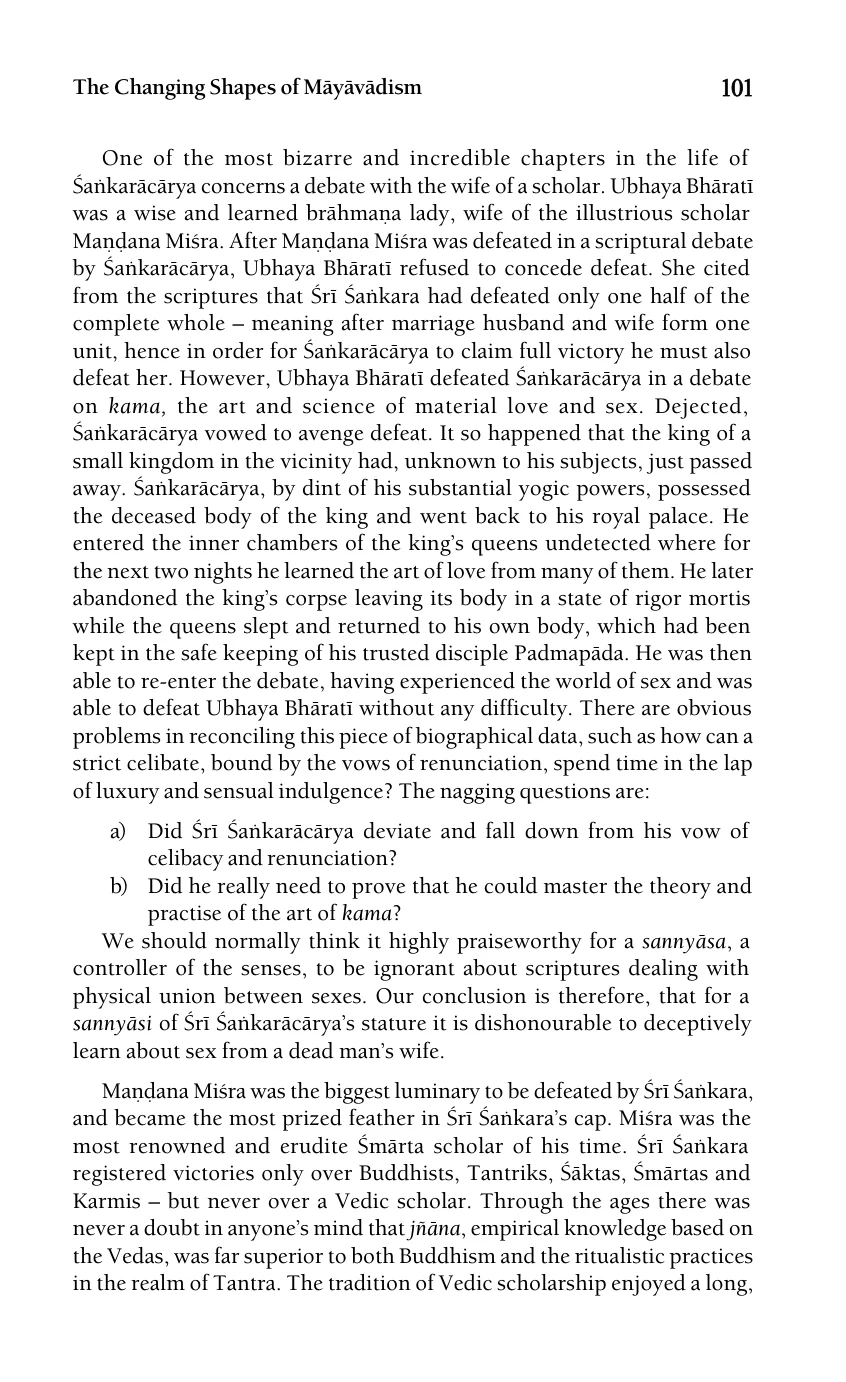 The Changing Shapes of Māyāvādism 101
One of the most bizarre and incredible chapters in the life of
Śaṅkarācārya concerns a debate with the wife of a scholar. Ubhaya Bhāratī
was a wise and learned brāhmaṇa lady, wife of the illustrious scholar
Maṇḍana Miśra. After Maṇḍana Miśra was defeated in a scriptural debate
by Śaṅkarācārya, Ubhaya Bhāratī refused to concede defeat. She cited
from the scriptures that Śrī Śaṅkara had defeated only one half of the
complete whole – meaning after marriage husband and wife form one
unit, hence in order for Śaṅkarācārya to claim full victory he must also
defeat her. However, Ubhaya Bhāratī defeated Śaṅkarācārya in a debate
on kama, the art and science of material love and sex. Dejected,
Śaṅkarācārya vowed to avenge defeat. It so happened that the king of a
small kingdom in the vicinity had, unknown to his subjects, just passed
away. Śaṅkarācārya, by dint of his substantial yogic powers, possessed
the deceased body of the king and went back to his royal palace. He
entered the inner chambers of the king’s queens undetected where for
the next two nights he learned the art of love from many of them. He later
abandoned the king’s corpse leaving its body in a state of rigor mortis
while the queens slept and returned to his own body, which had been
kept in the safe keeping of his trusted disciple Padmapāda. He was then
able to re-enter the debate, having experienced the world of sex and was
able to defeat Ubhaya Bhāratī without any difficulty. There are obvious
problems in reconciling this piece of biographical data, such as how can a
strict celibate, bound by the vows of renunciation, spend time in the lap
of luxury and sensual indulgence? The nagging questions are:
a) Did Śrī Śaṅkarācārya deviate and fall down from his vow of
celibacy and renunciation?
b) Did he really need to prove that he could master the theory and
practise of the art of kama?
We should normally think it highly praiseworthy for a sannyāsa, a
controller of the senses, to be ignorant about scriptures dealing with
physical union between sexes. Our conclusion is therefore, that for a
sannyāsi of Śrī Śaṅkarācārya’s stature it is dishonourable to deceptively
learn about sex from a dead man’s wife.
Maṇḍana Miśra was the biggest luminary to be defeated by Śrī Śaṅkara,
and became the most prized feather in Śrī Śaṅkara’s cap. Miśra was the
most renowned and erudite Śmārta scholar of his time. Śrī Śaṅkara
registered victories only over Buddhists, Tantriks, Śāktas, Śmārtas and
Karmis – but never over a Vedic scholar. Through the ages there was
never a doubt in anyone’s mind that jñāna, empirical knowledge based on
the Vedas, was far superior to both Buddhism and the ritualistic practices
in the realm of Tantra. The tradition of Vedic scholarship enjoyed a long,